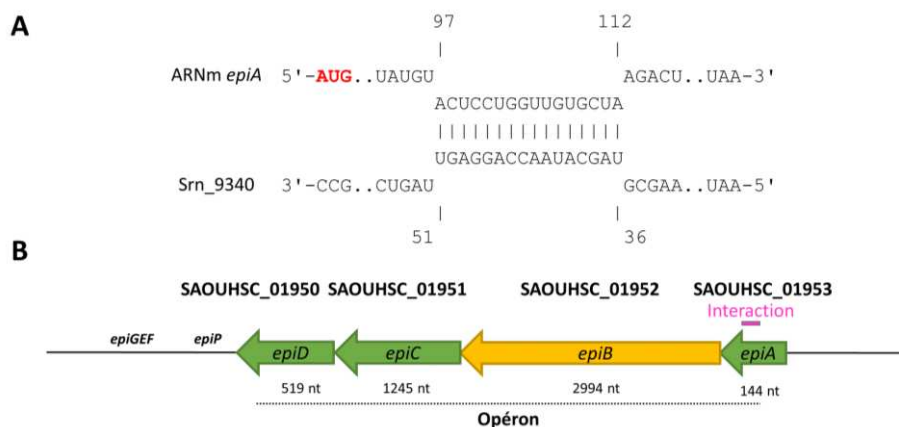 A
97 112
| |
ARNm epiA 5'-AUG..UAUGU AGACU..UAA-3'
ACUCCUGGUUGUGCUA
||||||||||||||||
UGAGGACCAAUACGAU
Srn_9340 3'-CCG..CUGAU GCGAA..UAA-5'
| |
51 36
B
SAOUHSC_01950 SAOUHSC_01951 SAOUHSC_01952 SAOUHSC_01953
Interaction
epiGEF epiP epiD epiC epiB epiA
519 nt 1245 nt 2994 nt 144 nt
Opéron